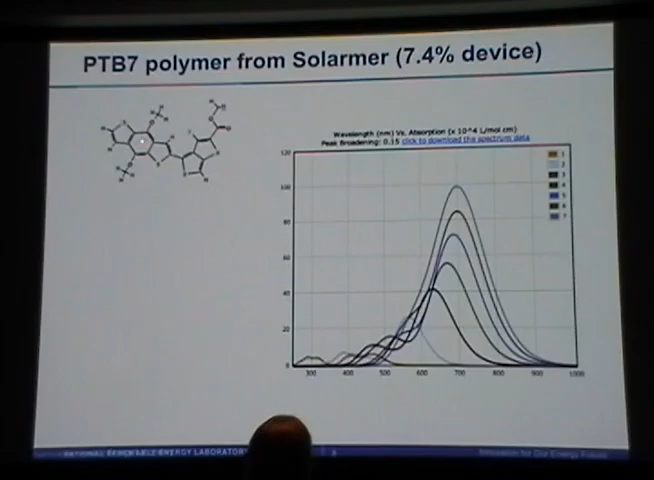 PTB7 polymer from Solarmer (7.4% device)
Wavelength (nm) Vs. Absorption (x 10^4 L/mol cm)
Peak Broadening: 0.15 click to download the spectrum data
120
100
80
60
40
20
0
300 400 500 600 700 800 900 1000
1
2
3
4
5
6
7
NATIONAL RENEWABLE ENERGY LABORATORY
Innovation for Our Energy Future